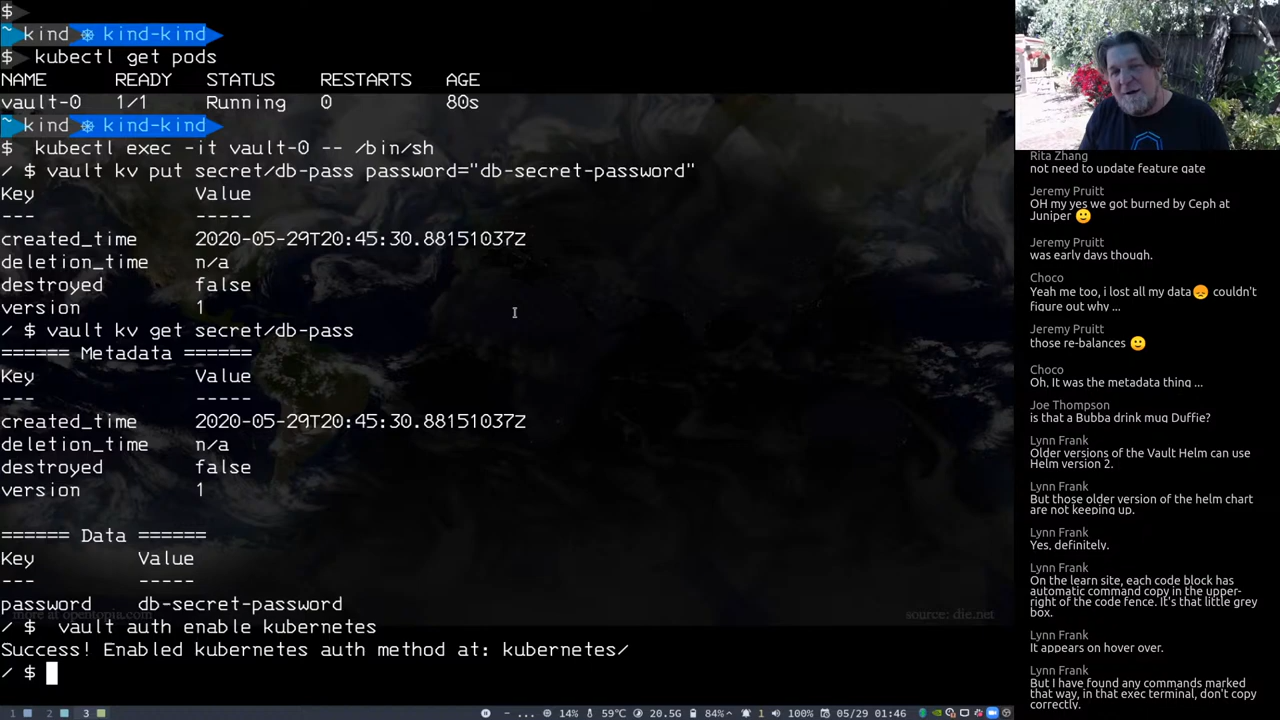 $
~ kind ⎈ kind-kind
$ kubectl get pods
NAME READY STATUS RESTARTS AGE
vault-0 1/1 Running 0 80s
~ kind ⎈ kind-kind
$ kubectl exec -it vault-0 -- /bin/sh
/ $ vault kv put secret/db-pass password="db-secret-password"
Key Value
--- -----
created_time 2020-05-29T20:45:30.88151037Z
deletion_time n/a
destroyed false
version 1
/ $ vault kv get secret/db-pass
====== Metadata ======
Key Value
--- -----
created_time 2020-05-29T20:45:30.88151037Z
deletion_time n/a
destroyed false
version 1
====== Data ======
Key Value
--- -----
password db-secret-password
more at opentopia.com source: die.net
/ $ vault auth enable kubernetes
Success! Enabled kubernetes auth method at: kubernetes/
/ $
1 2 3 – ... 14% 59℃ 20.5G 84% 1 100% 05/29 01:46
Rita Zhang
not need to update feature gate
Jeremy Pruitt
OH my yes we got burned by Ceph at
Juniper 🙂
Jeremy Pruitt
was early days though.
Choco
Yeah me too, i lost all my data😞 couldn't
figure out why ...
Jeremy Pruitt
those re-balances 🙂
Choco
Oh, It was the metadata thing ...
Joe Thompson
is that a Bubba drink mug Duffie?
Lynn Frank
Older versions of the Vault Helm can use
Helm version 2.
Lynn Frank
But those older version of the helm chart
are not keeping up.
Lynn Frank
Yes, definitely.
Lynn Frank
On the learn site, each code block has
automatic command copy in the upper-
right of the code fence. It's that little grey
box.
Lynn Frank
It appears on hover over.
Lynn Frank
But I have found any commands marked
that way, in that exec terminal, don't copy
correctly.